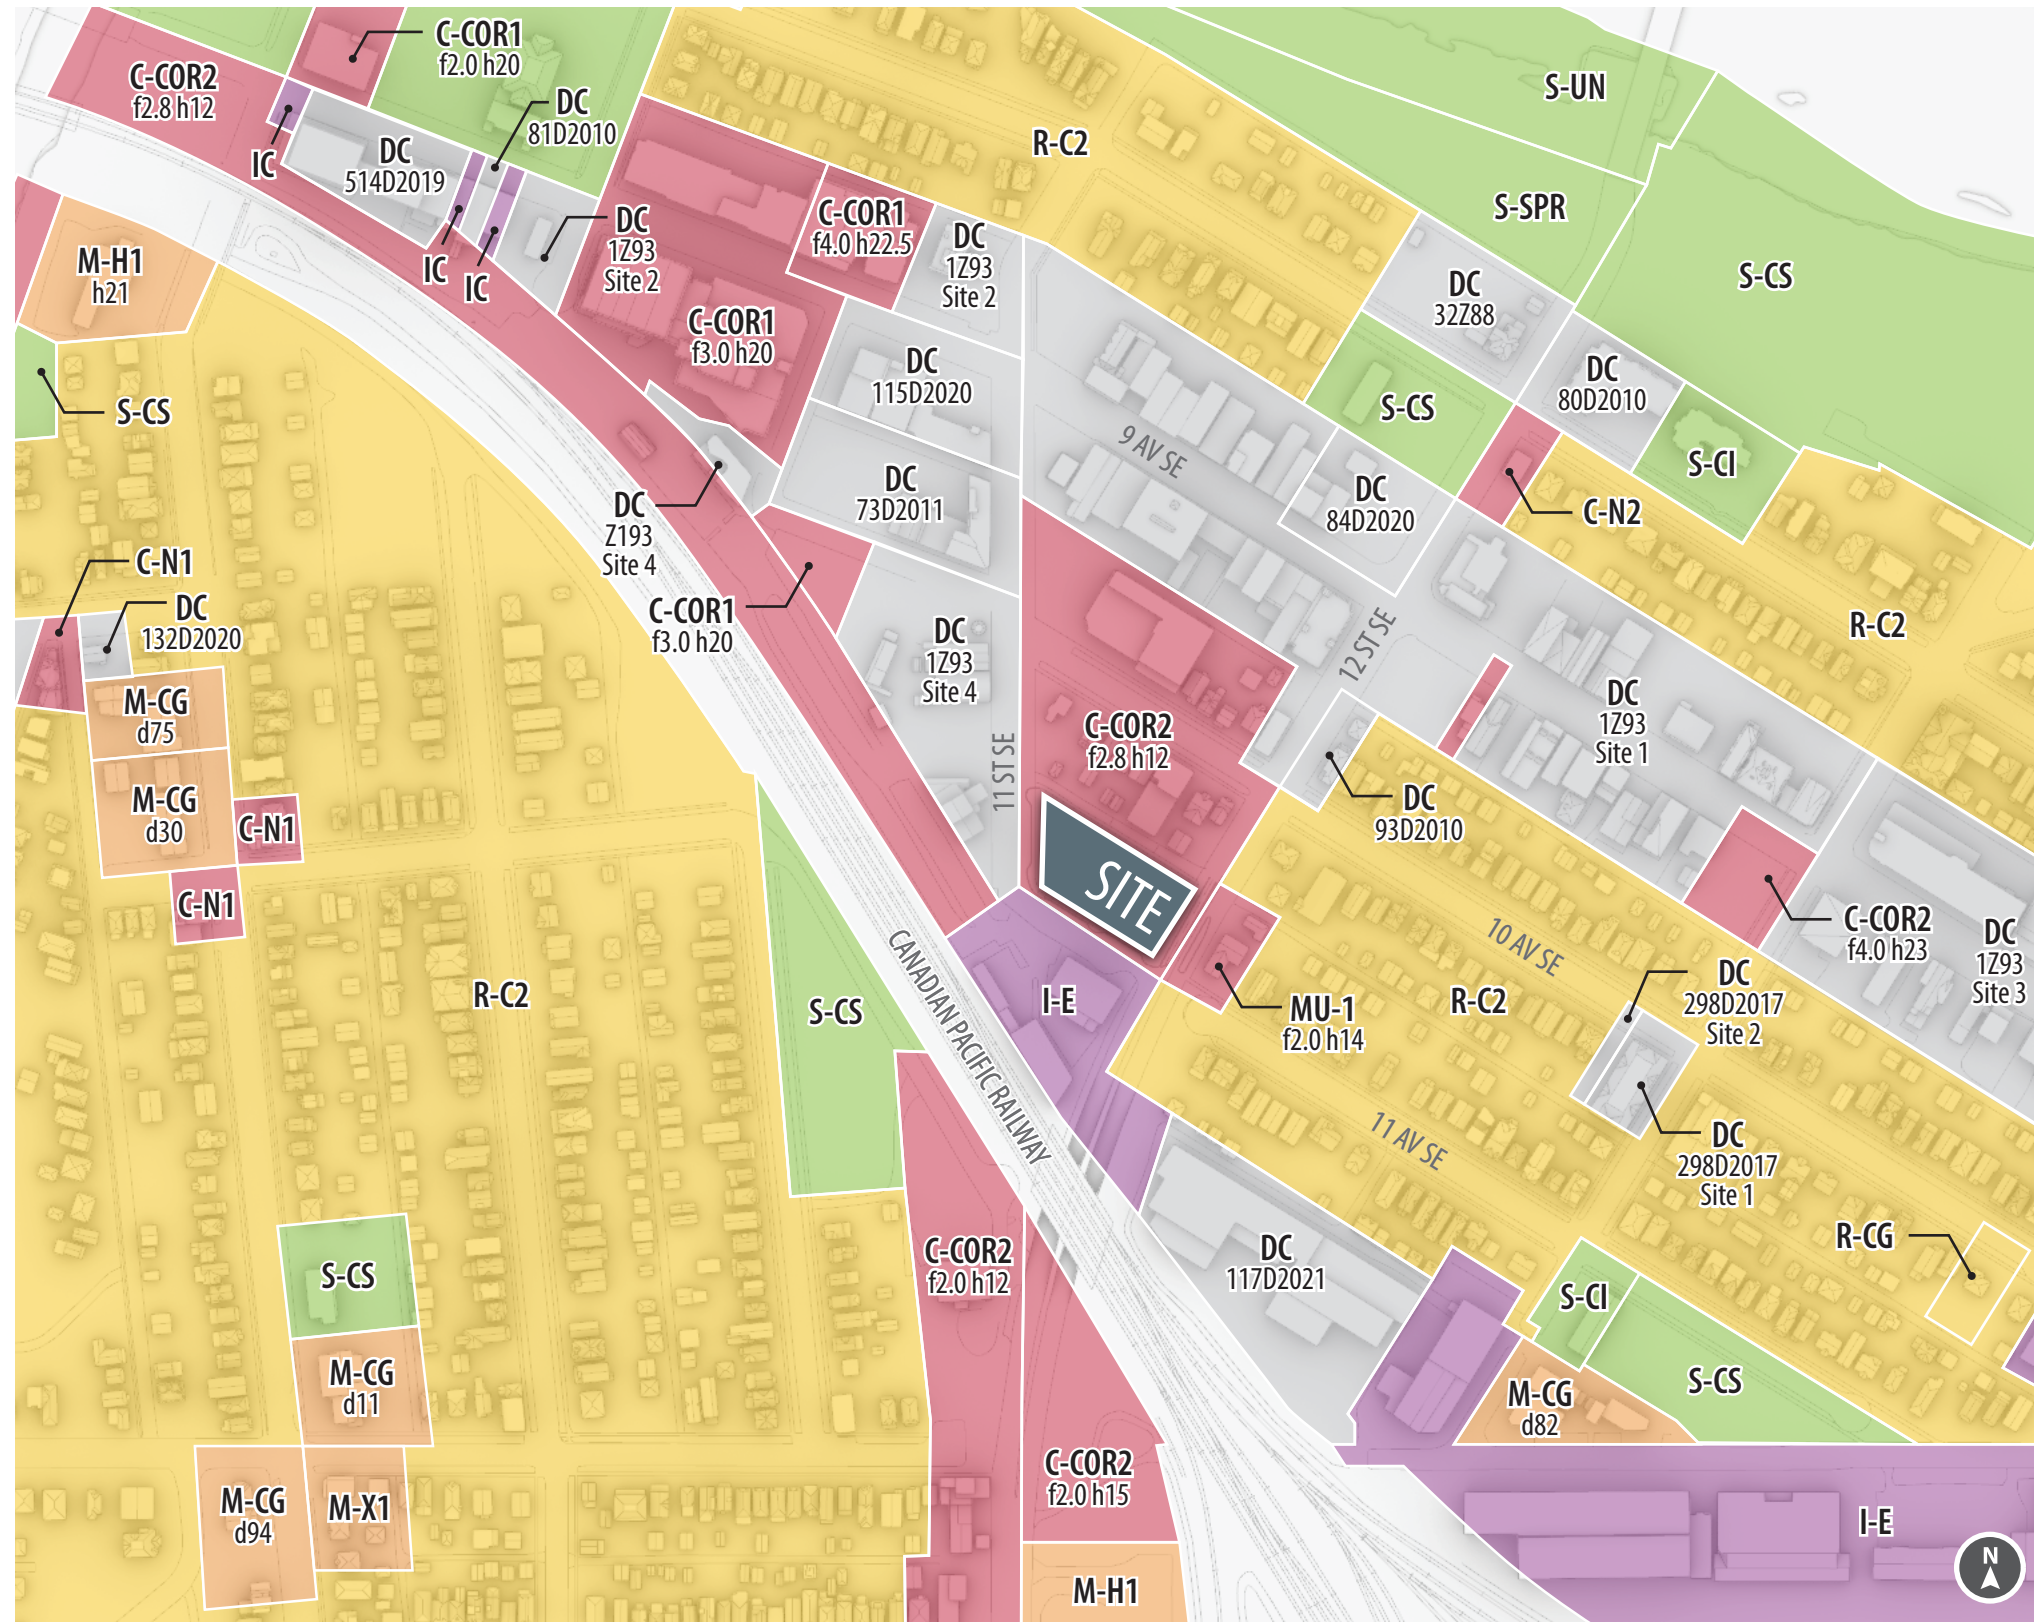 C-COR1
f2.0 h20
C-COR2
f2.8 h12
S-UN
DC
81D2010
R-C2
IC
DC
514D2019
S-SPR
C-COR1
f4.0 h22.5
DC
1Z93
Site 2
DC
1Z93
Site 2
M-H1
h21
IC
IC
S-CS
DC
32Z88
C-COR1
f3.0 h20
DC
115D2020
DC
80D2010
S-CS
S-CS
9 AV SE
S-CI
DC
73D2011
DC
84D2020
C-N2
DC
Z193
Site 4
C-N1
DC
132D2020
C-COR1
f3.0 h20
DC
1Z93
Site 4
12 ST SE
R-C2
M-CG
d75
DC
1Z93
Site 1
C-COR2
f2.8 h12
11 ST SE
M-CG
d30
C-N1
DC
93D2010
SITE
C-N1
C-COR2
f4.0 h23
10 AV SE
DC
1Z93
Site 3
CANADIAN PACIFIC RAILWAY
R-C2
S-CS
I-E
MU-1
f2.0 h14
R-C2
DC
298D2017
Site 2
11 AV SE
DC
298D2017
Site 1
R-CG
C-COR2
f2.0 h12
DC
117D2021
S-CS
S-CI
S-CS
M-CG
d11
M-CG
d82
C-COR2
f2.0 h15
M-CG
d94
M-X1
I-E
N
M-H1